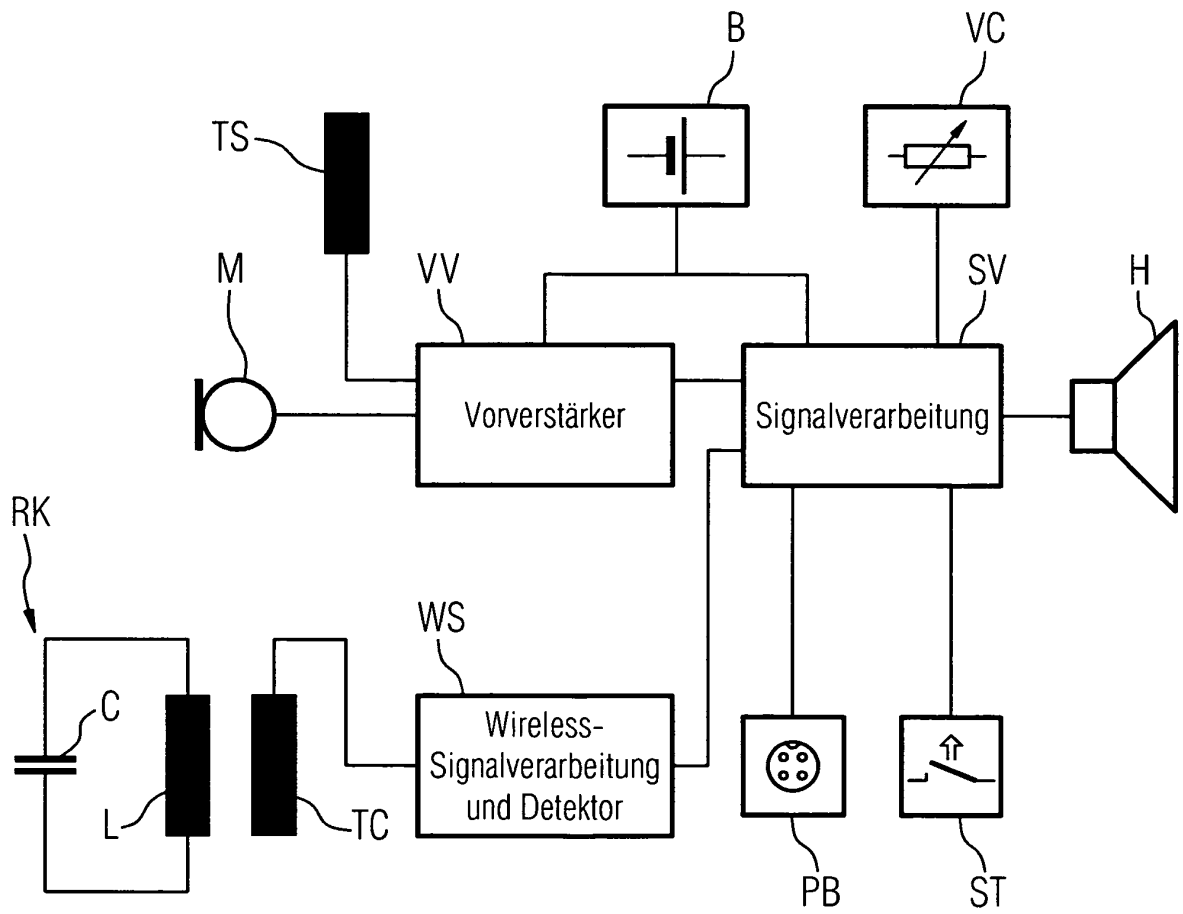 B
VC
TS
M
VV
SV
H
Vorverstärker
Signalverarbeitung
RK
WS
C
Wireless-
Signalverarbeitung
und Detektor
L
TC
PB
ST